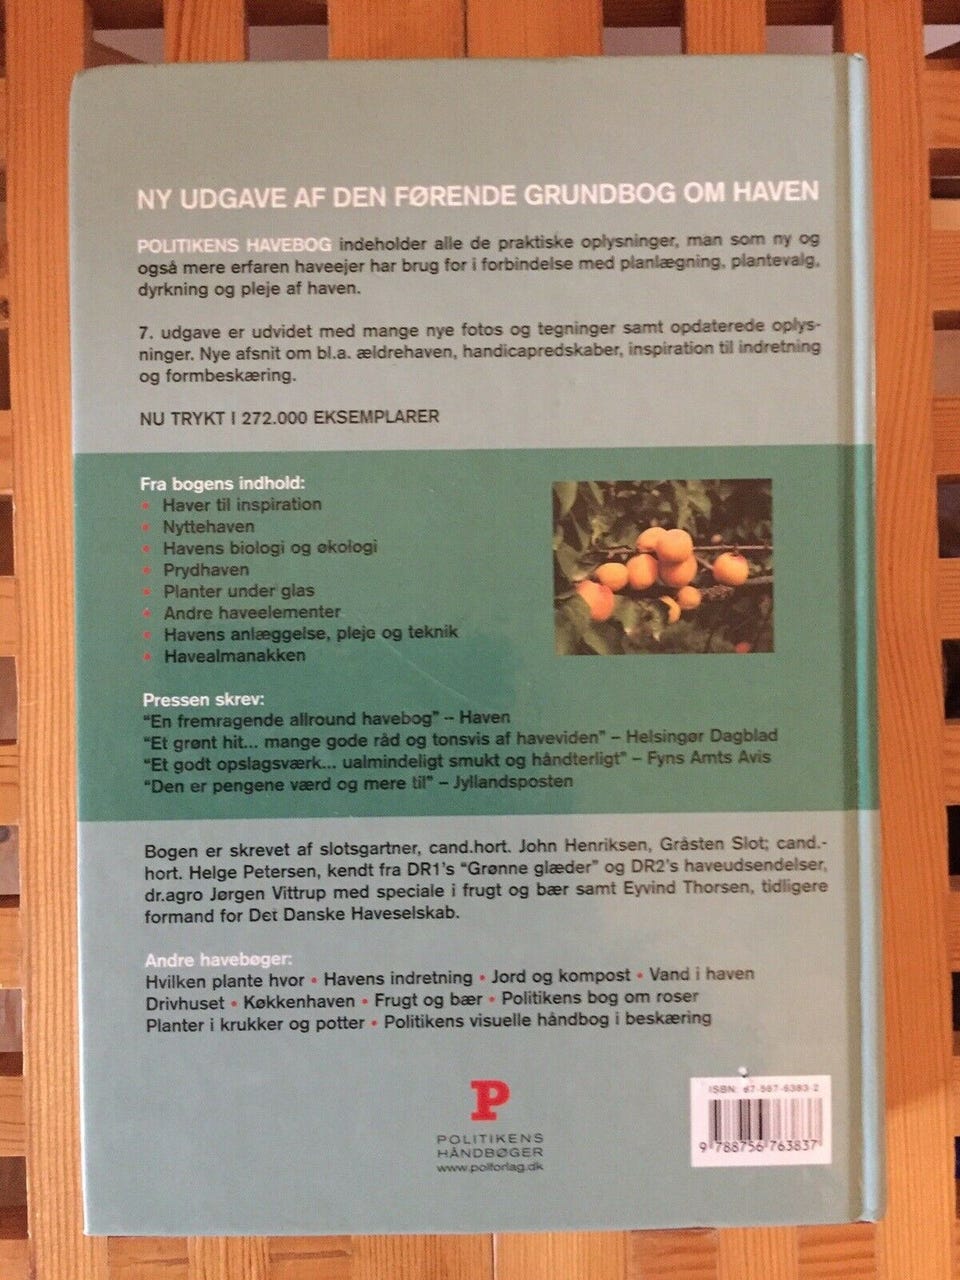 NY UDGAVE AF DEN FØRENDE GRUNDBOG OM HAVEN
POLITIKENS HAVEBOG indeholder alle de praktiske oplysninger, man som ny og
også mere erfaren haveejer har brug for i forbindelse med planlægning, plantevalg,
dyrkning og pleje af haven.
7. udgave er udvidet med mange nye fotos og tegninger samt opdaterede oplys-
ninger. Nye afsnit om bl.a. ældrehaven, handicapredskaber, inspiration til indretning
og formbeskæring.
NU TRYKT I 272.000 EKSEMPLARER
Fra bogens indhold:
• Haver til inspiration
• Nyttehaven
• Havens biologi og økologi
• Prydhaven
• Planter under glas
• Andre haveelementer
• Havens anlæggelse, pleje og teknik
• Havealmanakken
Pressen skrev:
“En fremragende allround havebog” – Haven
“Et grønt hit... mange gode råd og tonsvis af haveviden” – Helsingør Dagblad
“Et godt opslagsværk... ualmindeligt smukt og håndterligt” – Fyns Amts Avis
“Den er pengene værd og mere til” – Jyllandsposten
Bogen er skrevet af slotsgartner, cand.hort. John Henriksen, Gråsten Slot; cand.-
hort. Helge Petersen, kendt fra DR1’s “Grønne glæder” og DR2’s haveudsendelser,
dr.agro Jørgen Vittrup med speciale i frugt og bær samt Eyvind Thorsen, tidligere
formand for Det Danske Haveselskab.
Andre havebøger:
Hvilken plante hvor • Havens indretning • Jord og kompost • Vand i haven
Drivhuset • Køkkenhaven • Frugt og bær • Politikens bog om roser
Planter i krukker og potter • Politikens visuelle håndbog i beskæring
P
POLITIKENS
HÅNDBØGER
www.polforlag.dk
ISBN: 87-567-6383-2
9 788756 763837